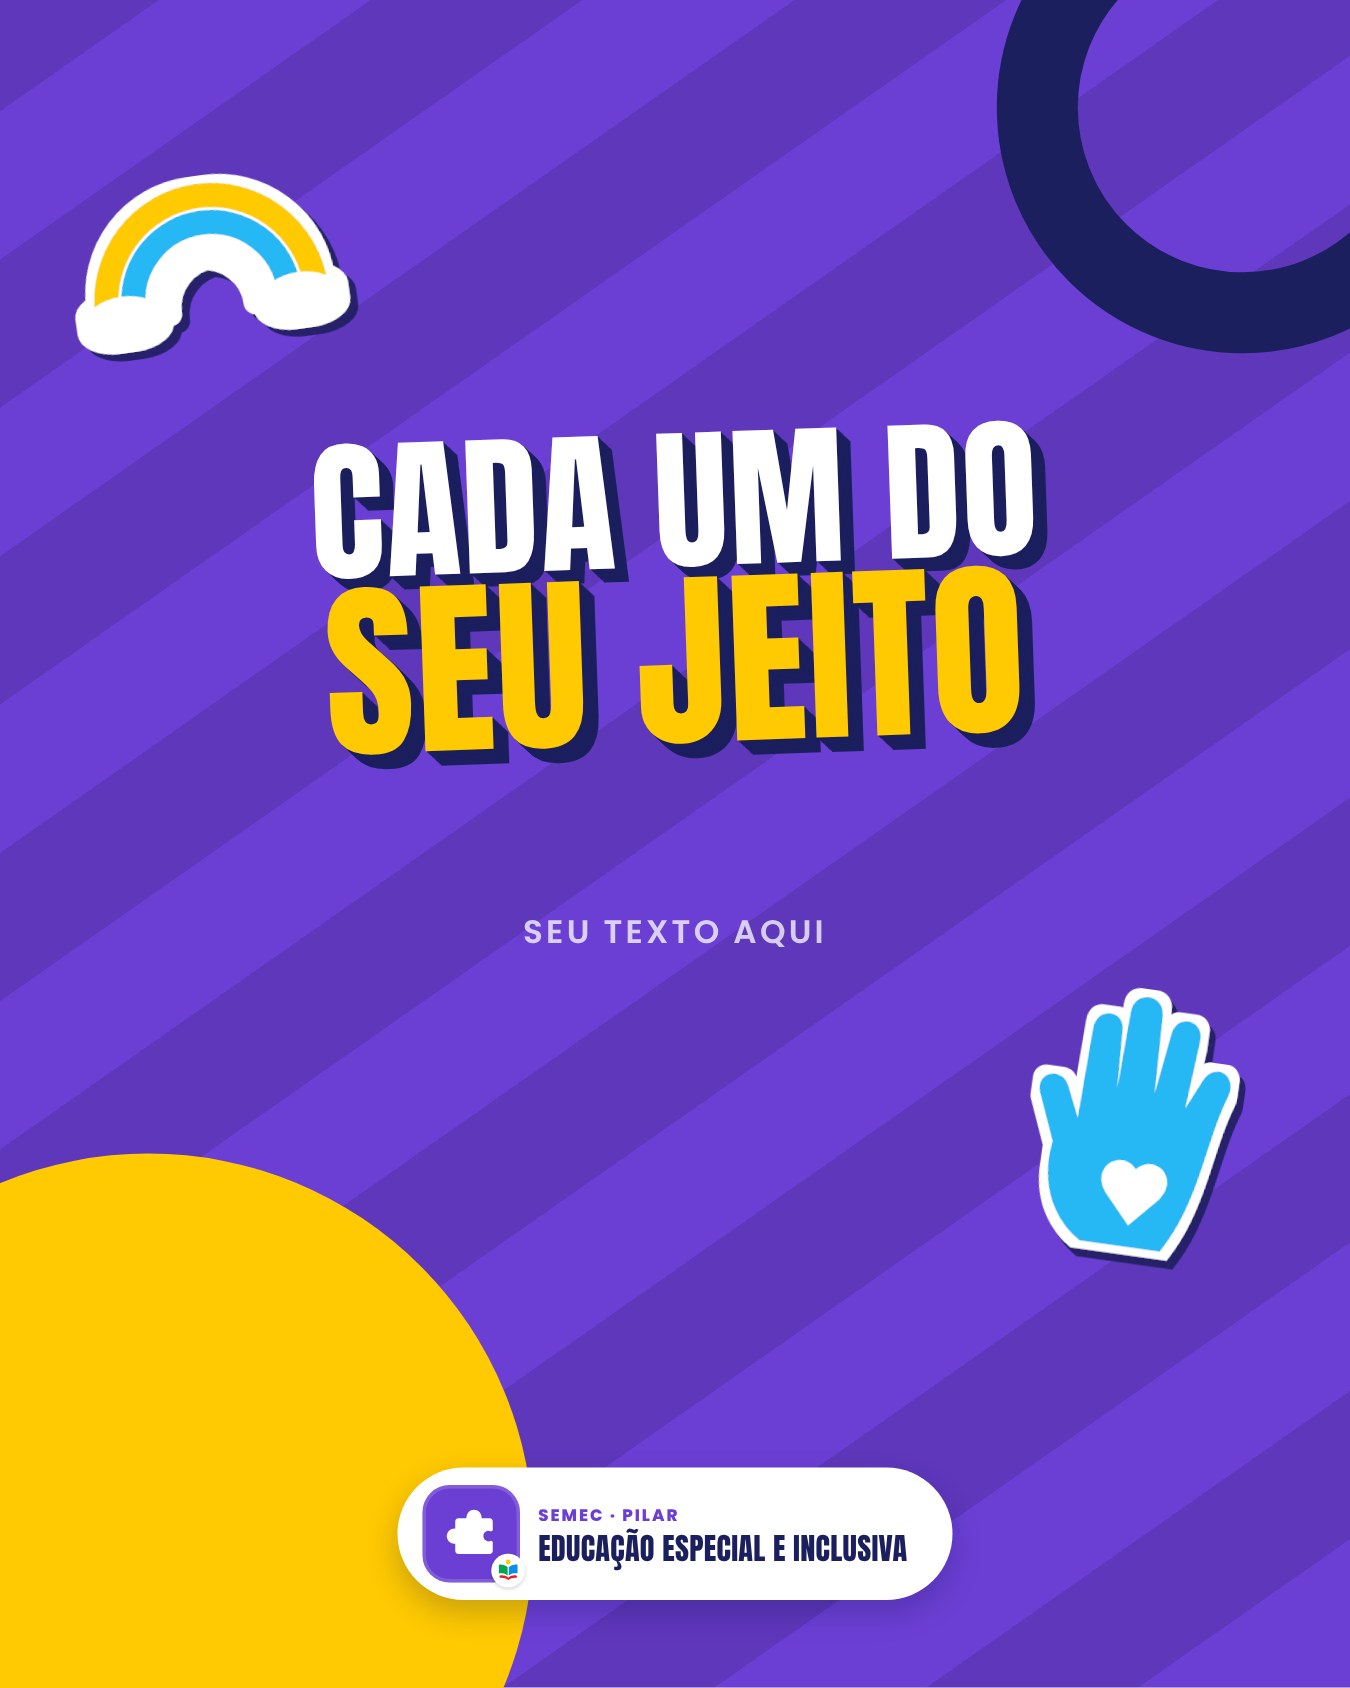 CADA UM DO
SEU JEITO
SEU TEXTO AQUI
SEMEC · PILAR
EDUCAÇÃO ESPECIAL E INCLUSIVA